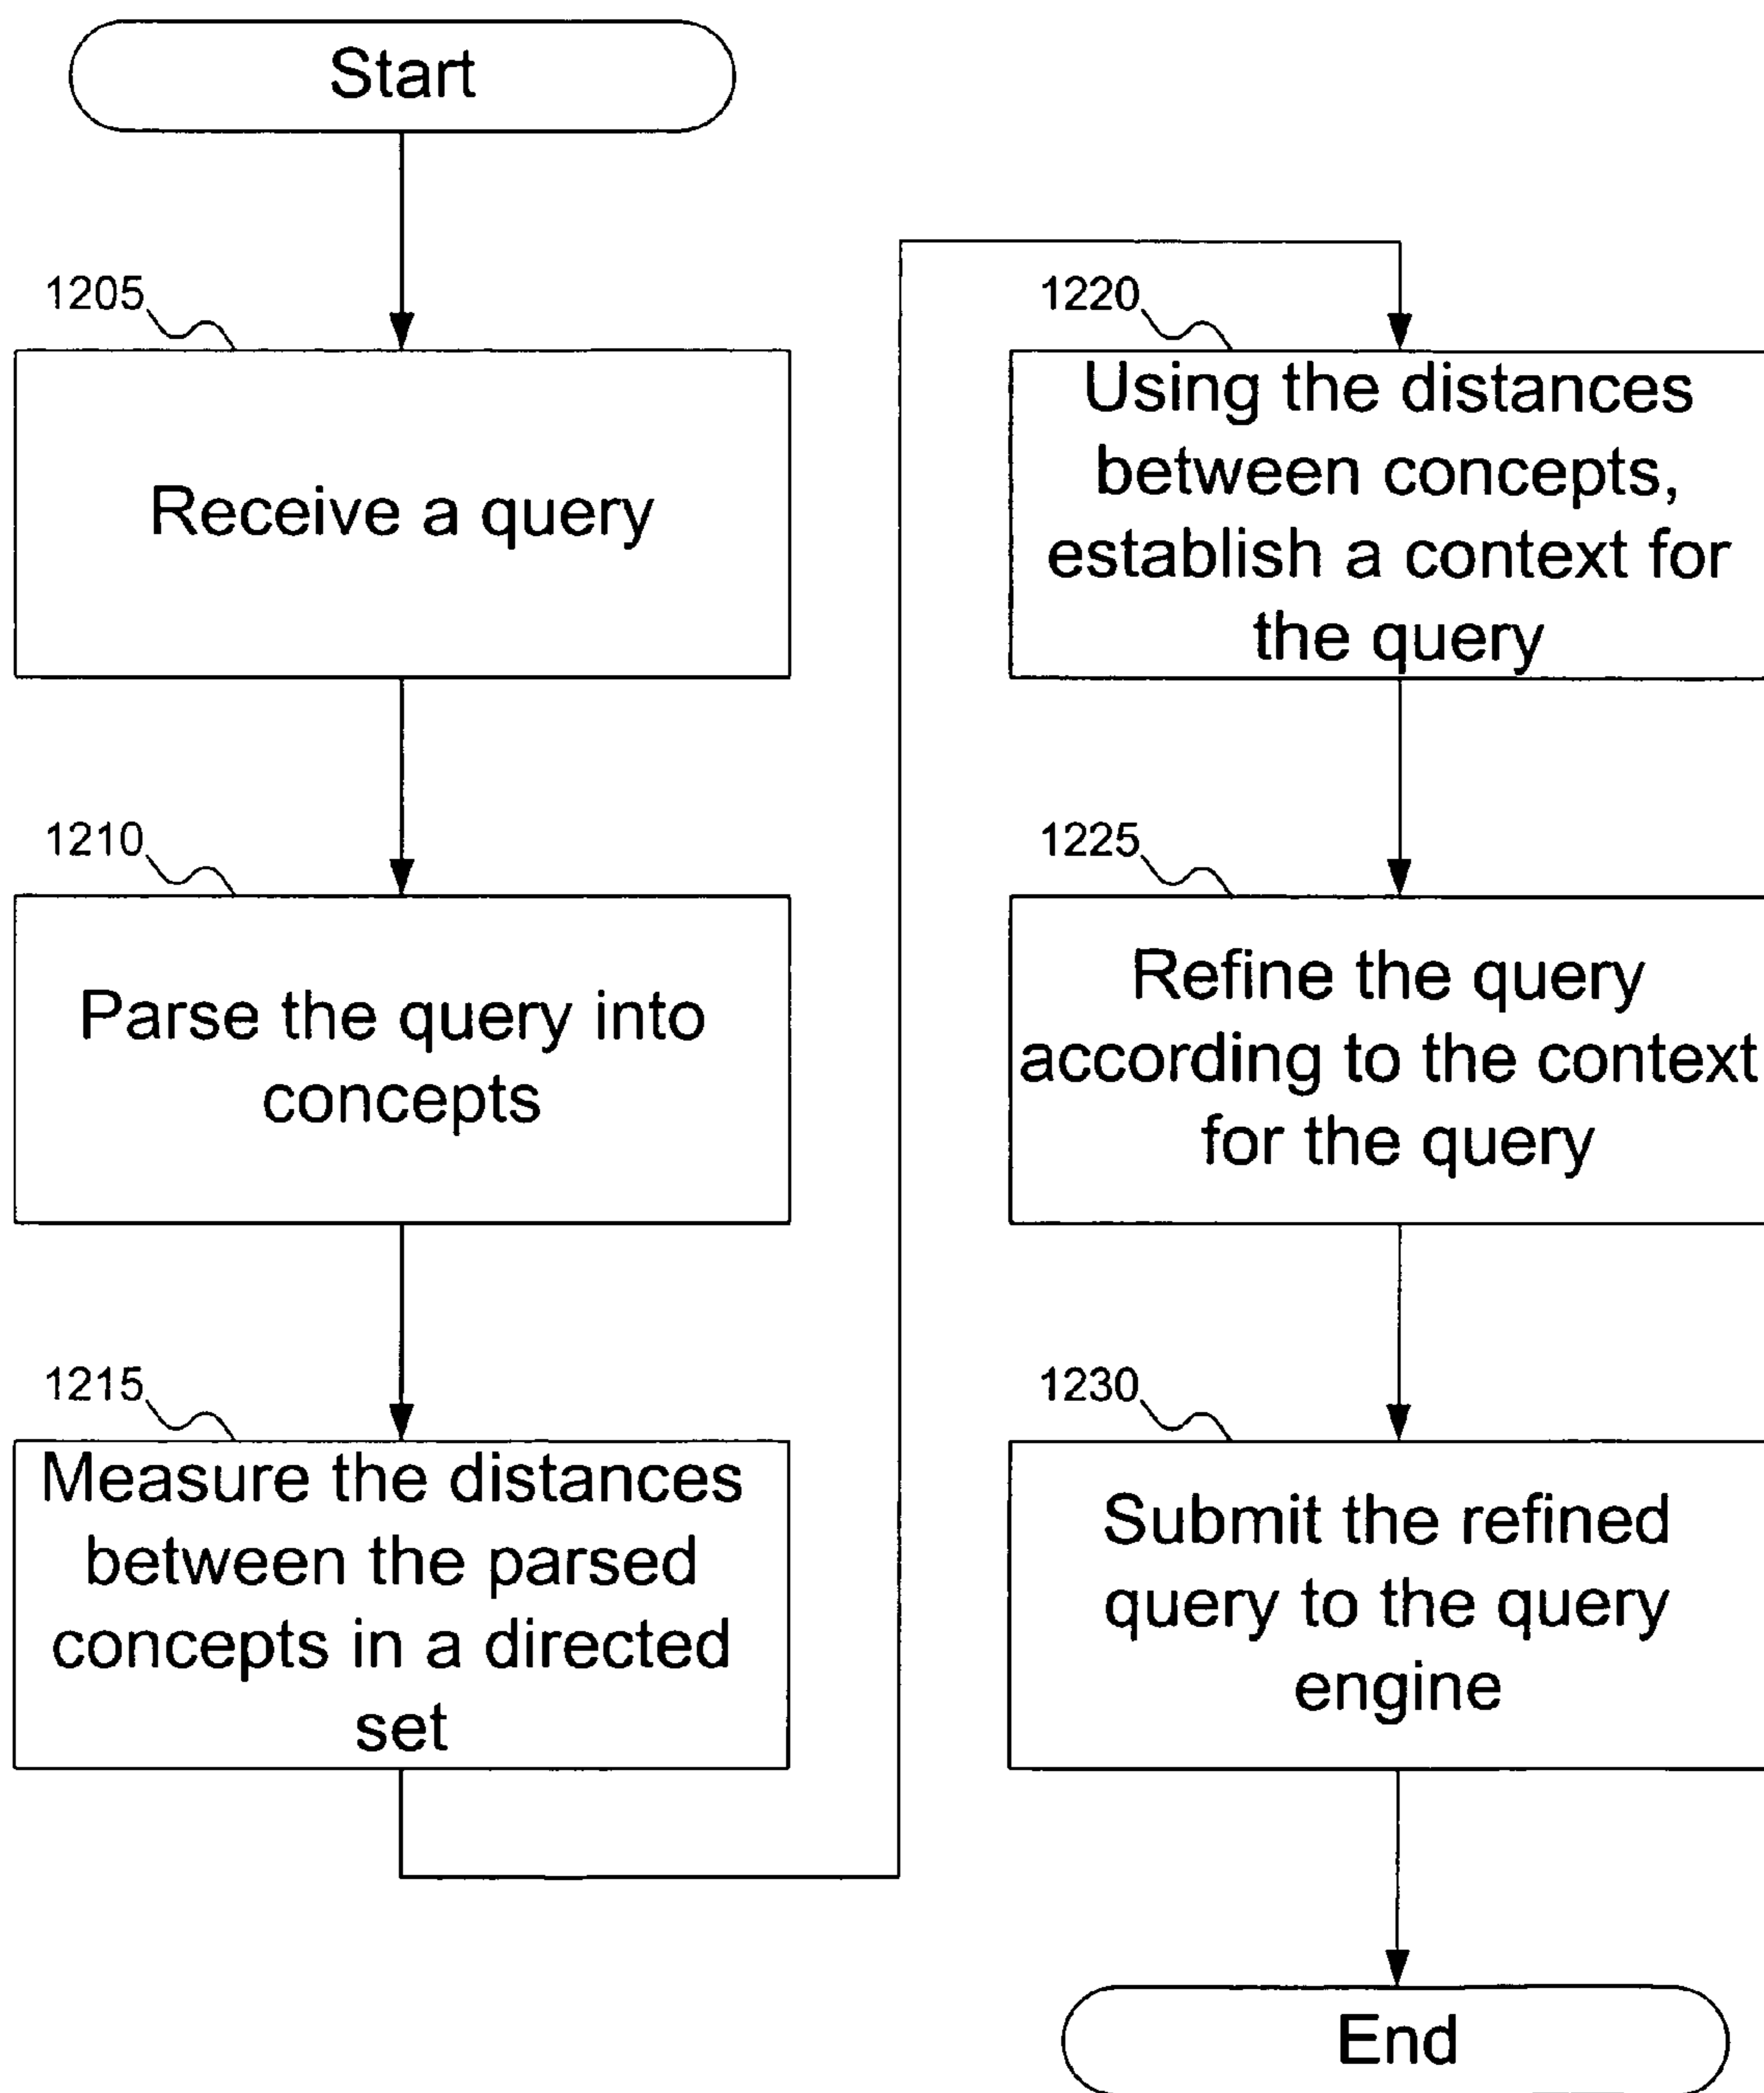 Start
1205
Receive a query
1210
Parse the query into
concepts
1215
Measure the distances
between the parsed
concepts in a directed
set
1220
Using the distances
between concepts,
establish a context for
the query
1225
Refine the query
according to the context
for the query
1230
Submit the refined
query to the query
engine
End